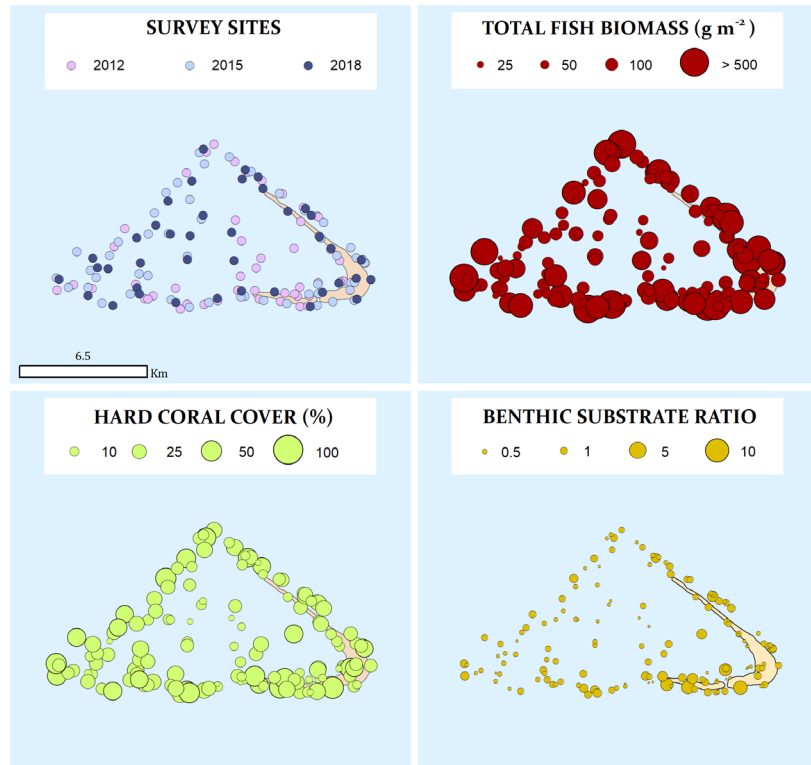 SURVEY SITES
2012 2015 2018
6.5
Km
TOTAL FISH BIOMASS (g m⁻²)
25 50 100 > 500
HARD CORAL COVER (%)
10 25 50 100
BENTHIC SUBSTRATE RATIO
0.5 1 5 10